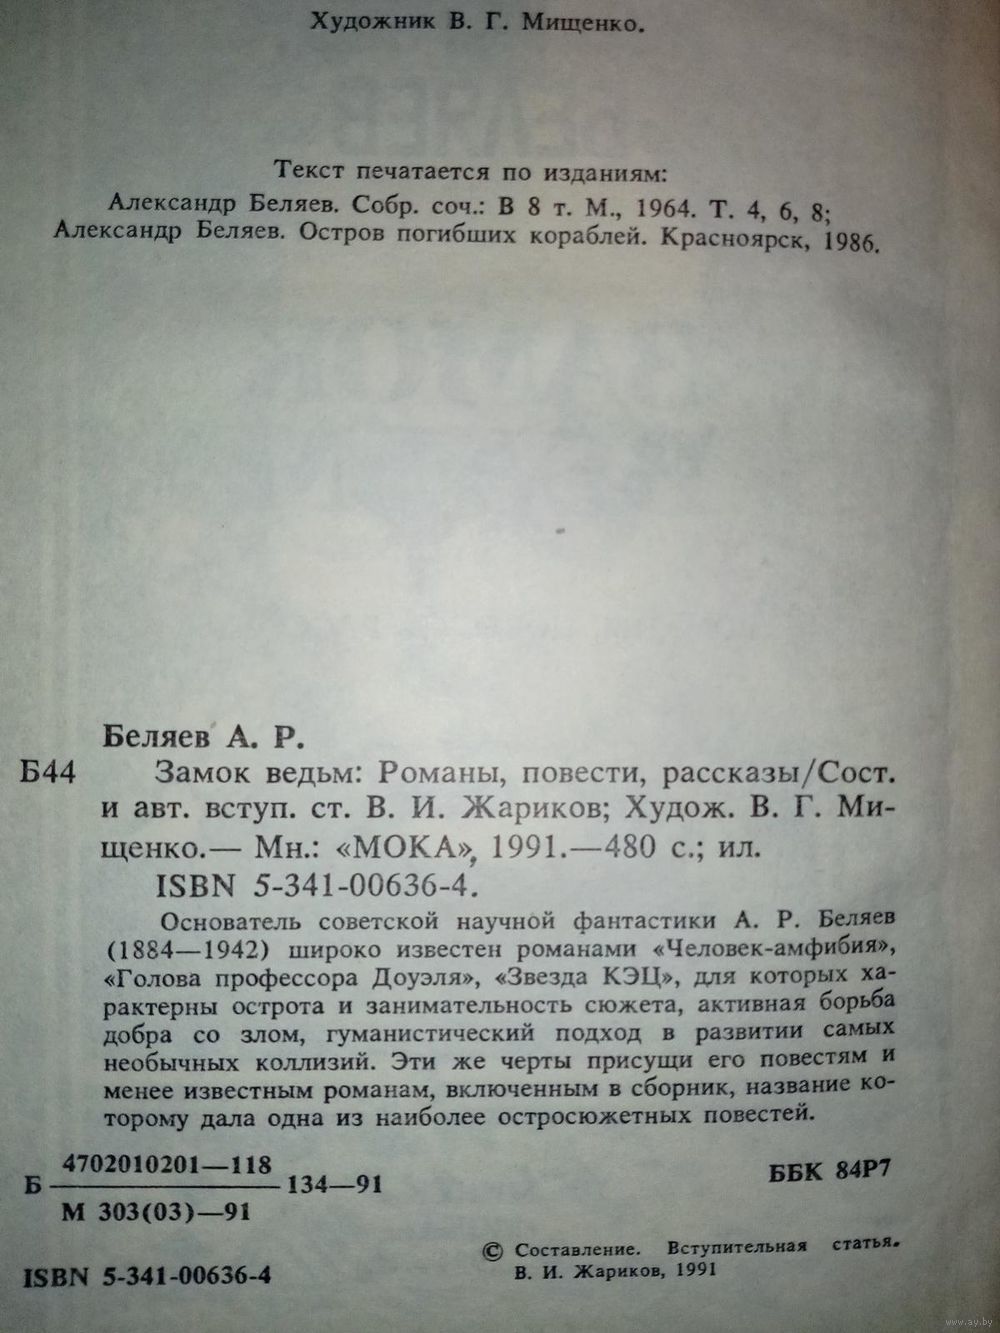 Художник В. Г. Мищенко.
Текст печатается по изданиям:
Александр Беляев. Собр. соч.: В 8 т. М., 1964. Т. 4, 6, 8;
Александр Беляев. Остров погибших кораблей. Красноярск, 1986.
Беляев А. Р.
Б44 Замок ведьм: Романы, повести, рассказы/Сост.
и авт. вступ. ст. В. И. Жариков; Худож. В. Г. Ми-
щенко.— Мн.: «МОКА», 1991.—480 с.; ил.
ISBN 5-341-00636-4.
Основатель советской научной фантастики А. Р. Беляев
(1884—1942) широко известен романами «Человек-амфибия»,
«Голова профессора Доуэля», «Звезда КЭЦ», для которых ха-
рактерны острота и занимательность сюжета, активная борьба
добра со злом, гуманистический подход в развитии самых
необычных коллизий. Эти же черты присущи его повестям и
менее известным романам, включенным в сборник, название ко-
торому дала одна из наиболее остросюжетных повестей.
4702010201—118
Б 134—91
М 303(03)—91
ББК 84Р7
ISBN 5-341-00636-4
© Составление. Вступительная статья.
В. И. Жариков, 1991
www.ay.by